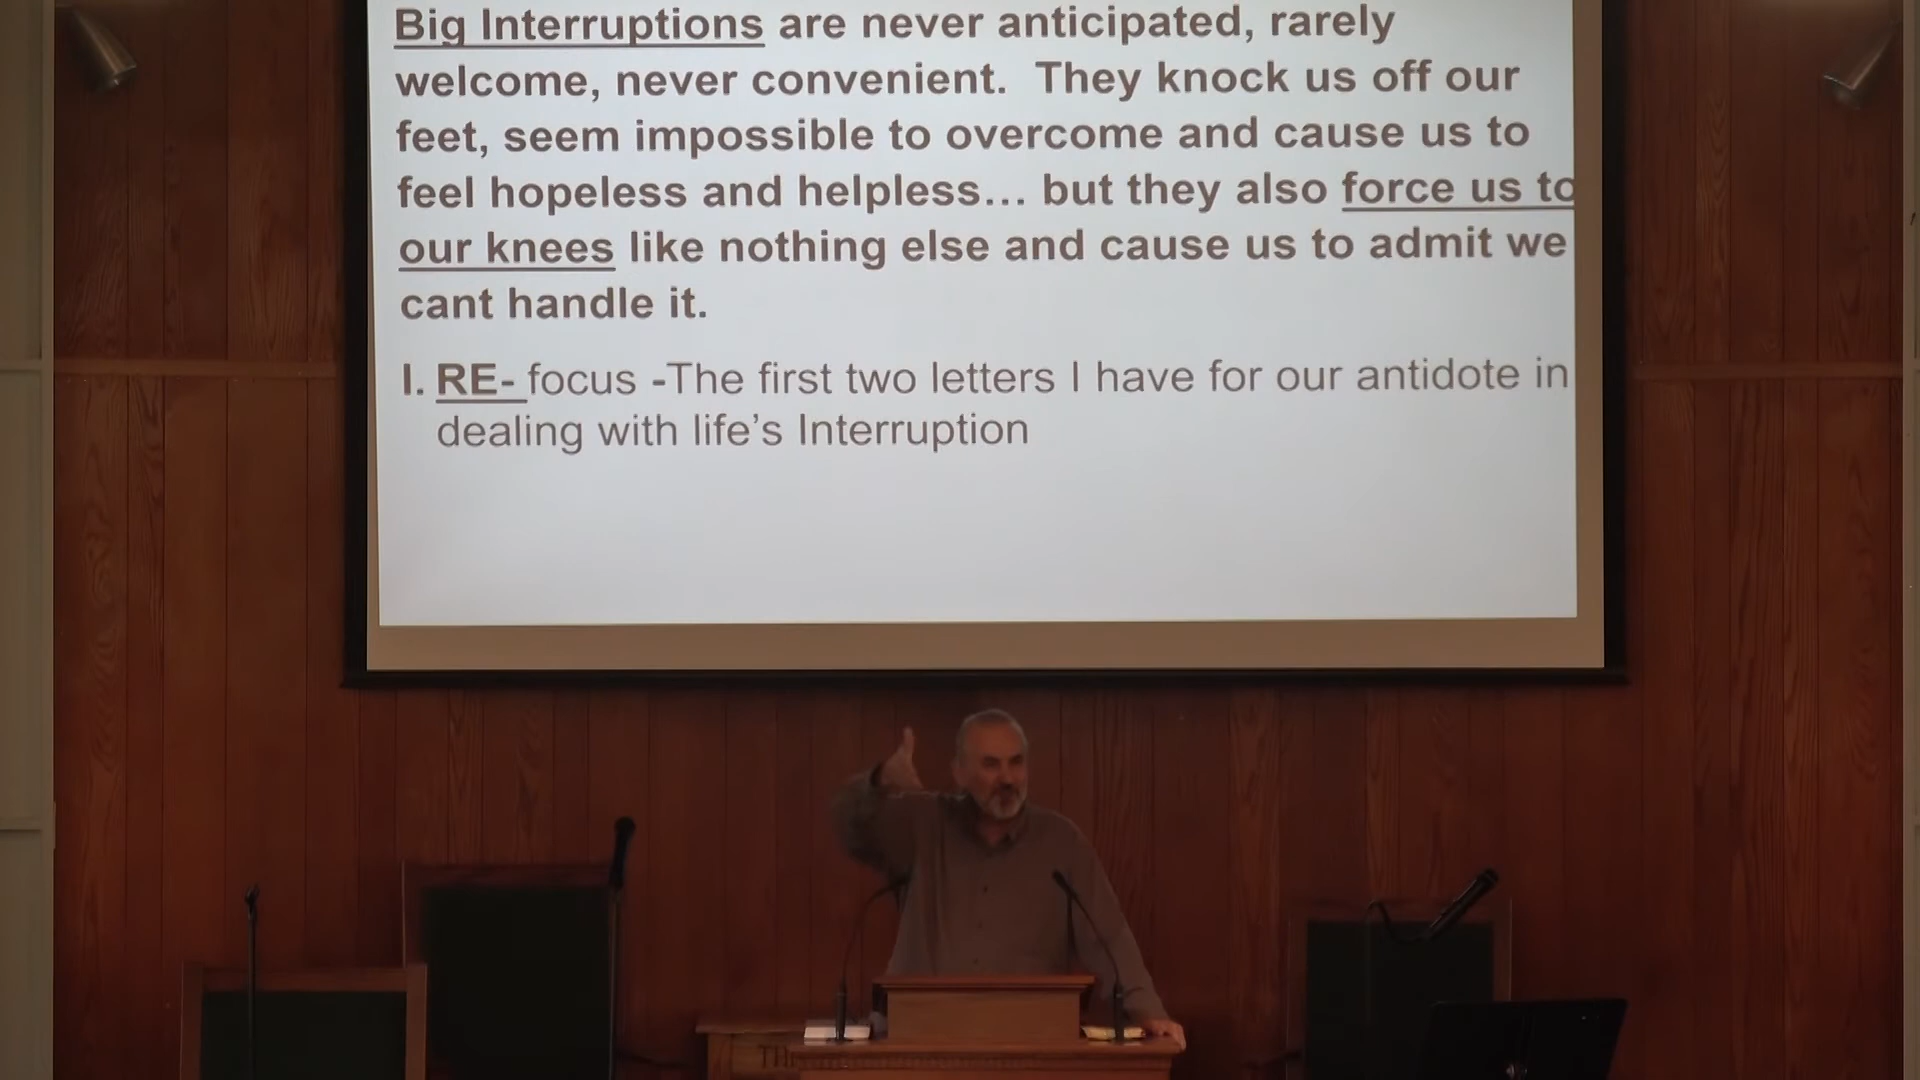 Big Interruptions are never anticipated, rarely
welcome, never convenient. They knock us off our
feet, seem impossible to overcome and cause us to
feel hopeless and helpless... but they also force us to
our knees like nothing else and cause us to admit we
cant handle it.
I. RE- focus -The first two letters I have for our antidote in
dealing with life's Interruption